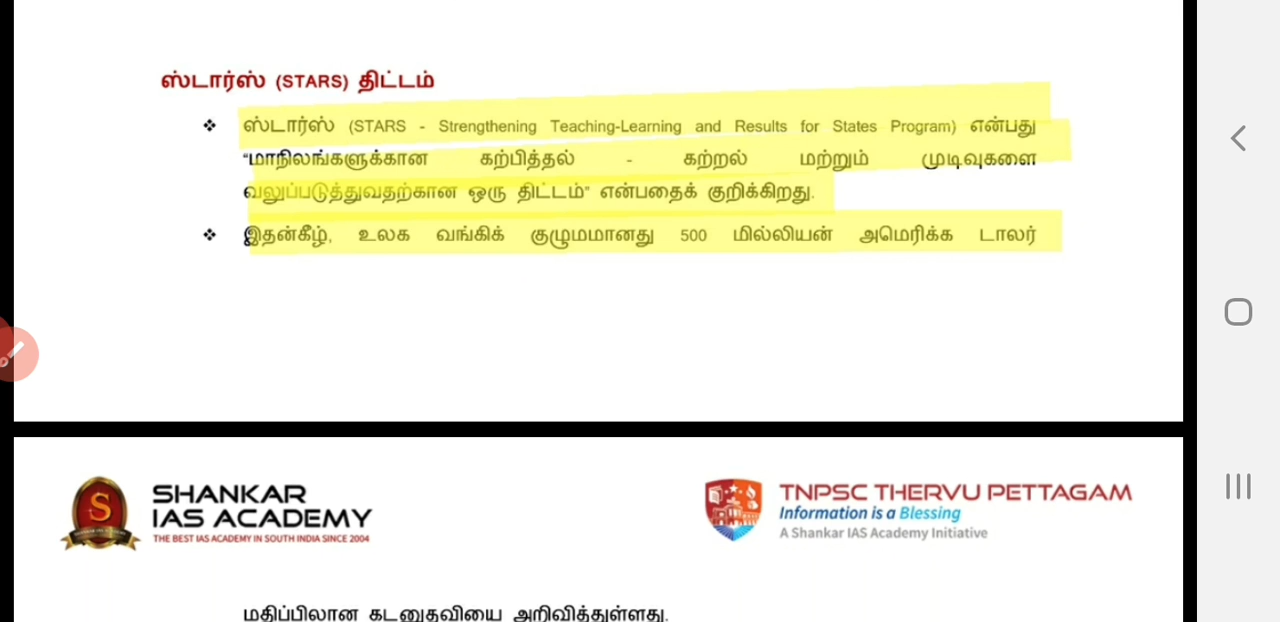 ஸ்டார்ஸ் (STARS) திட்டம்
❖ ஸ்டார்ஸ் (STARS - Strengthening Teaching-Learning and Results for States Program) என்பது
“மாநிலங்களுக்கான கற்பித்தல் - கற்றல் மற்றும் முடிவுகளை
வலுப்படுத்துவதற்கான ஒரு திட்டம்” என்பதைக் குறிக்கிறது.
❖ இதன்கீழ், உலக வங்கிக் குழுமமானது 500 மில்லியன் அமெரிக்க டாலர்
S
SHANKAR
IAS ACADEMY
THE BEST IAS ACADEMY IN SOUTH INDIA SINCE 2004
TNPSC THERVU PETTAGAM
Information is a Blessing
A Shankar IAS Academy Initiative
மதிப்பிலான கடனுதவியை அறிவித்துள்ளது.